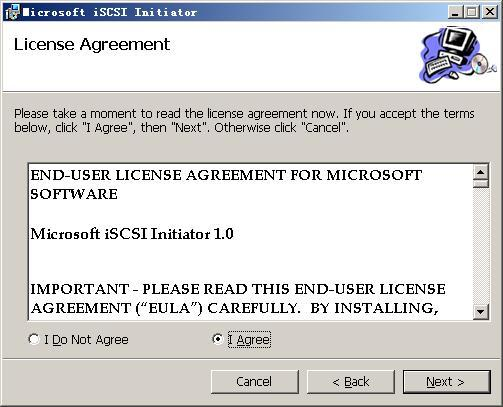 Microsoft iSCSI Initiator
License Agreement
Please take a moment to read the license agreement now. If you accept the terms
below, click "I Agree", then "Next". Otherwise click "Cancel".
END-USER LICENSE AGREEMENT FOR MICROSOFT
SOFTWARE
Microsoft iSCSI Initiator 1.0
IMPORTANT - PLEASE READ THIS END-USER LICENSE
AGREEMENT (“EULA”) CAREFULLY.  BY INSTALLING,
I Do Not Agree
I Agree
Cancel
< Back
Next >